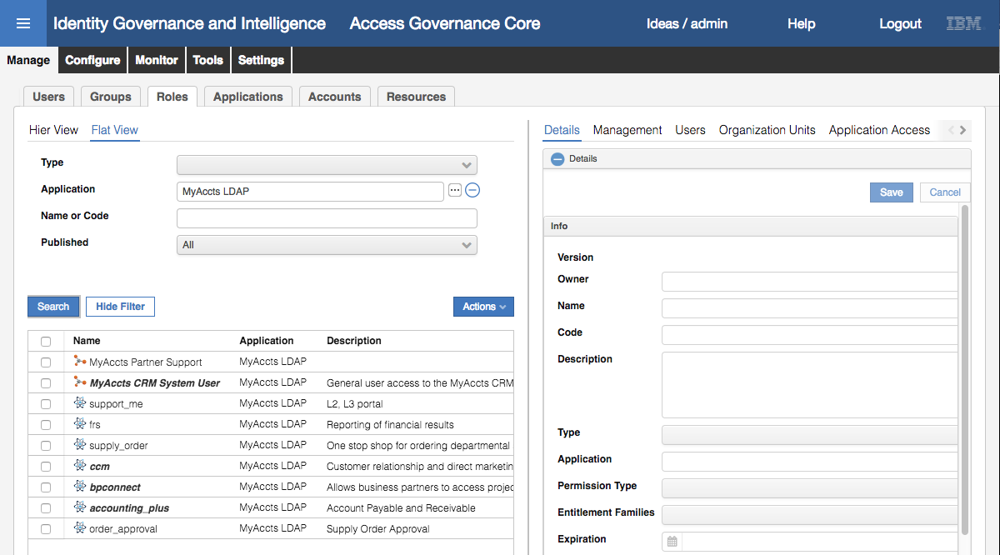 Identity Governance and Intelligence Access Governance Core Ideas / admin Help Logout IBM
Manage Configure Monitor Tools Settings
Users Groups Roles Applications Accounts Resources
Hier View Flat View
Type
Application MyAccts LDAP ...
Name or Code
Published All
Search Hide Filter Actions
Name Application Description
MyAccts Partner Support MyAccts LDAP
MyAccts CRM System User MyAccts LDAP General user access to the MyAccts CRM
support_me MyAccts LDAP L2, L3 portal
frs MyAccts LDAP Reporting of financial results
supply_order MyAccts LDAP One stop shop for ordering departmental
ccm MyAccts LDAP Customer relationship and direct marketin
bpconnect MyAccts LDAP Allows business partners to access projec
accounting_plus MyAccts LDAP Account Payable and Receivable
order_approval MyAccts LDAP Supply Order Approval
Details Management Users Organization Units Application Access
Details
Save Cancel
Info
Version
Owner
Name
Code
Description
Type
Application
Permission Type
Entitlement Families
Expiration